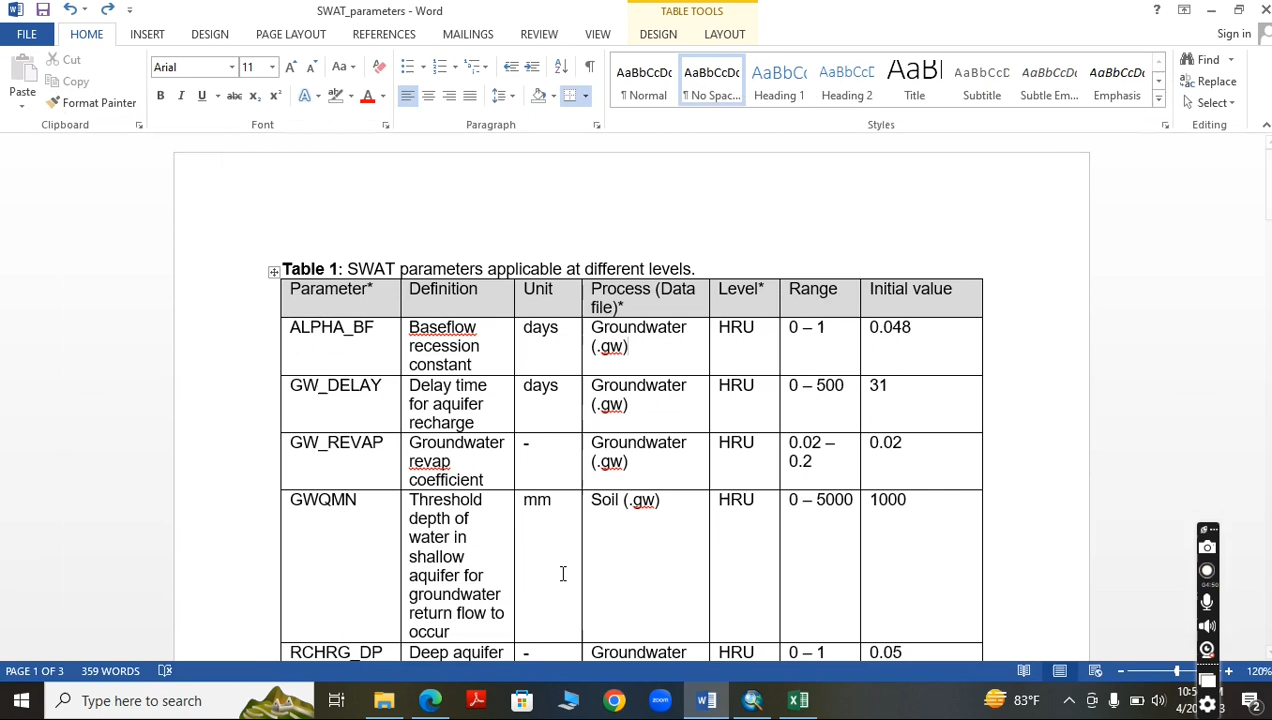 SWAT_parameters - Word
TABLE TOOLS
Sign in
FILE HOME INSERT DESIGN PAGE LAYOUT REFERENCES MAILINGS REVIEW VIEW DESIGN LAYOUT
Paste
Cut
Copy
Format Painter
Clipboard
Arial 11
Font
Paragraph
AaBbCcDc AaBbCcDc AaBbCc AaBbCc AaBbCcD AaBbCcDc AaBbCcDc
¶ Normal ¶ No Spac... Heading 1 Heading 2 Title Subtitle Subtle Em... Emphasis
Styles
Find
Replace
Select
Editing
Table 1: SWAT parameters applicable at different levels.
Parameter* Definition Unit Process (Data file)* Level* Range Initial value
ALPHA_BF Baseflow recession constant days Groundwater (.gw) HRU 0 – 1 0.048
GW_DELAY Delay time for aquifer recharge days Groundwater (.gw) HRU 0 – 500 31
GW_REVAP Groundwater revap coefficient - Groundwater (.gw) HRU 0.02 – 0.2 0.02
GWQMN Threshold depth of water in shallow aquifer for groundwater return flow to occur mm Soil (.gw) HRU 0 – 5000 1000
RCHRG_DP Deep aquifer - Groundwater HRU 0 – 1 0.05
04:50
PAGE 1 OF 3 359 WORDS
120%
Type here to search
zoom
83°F